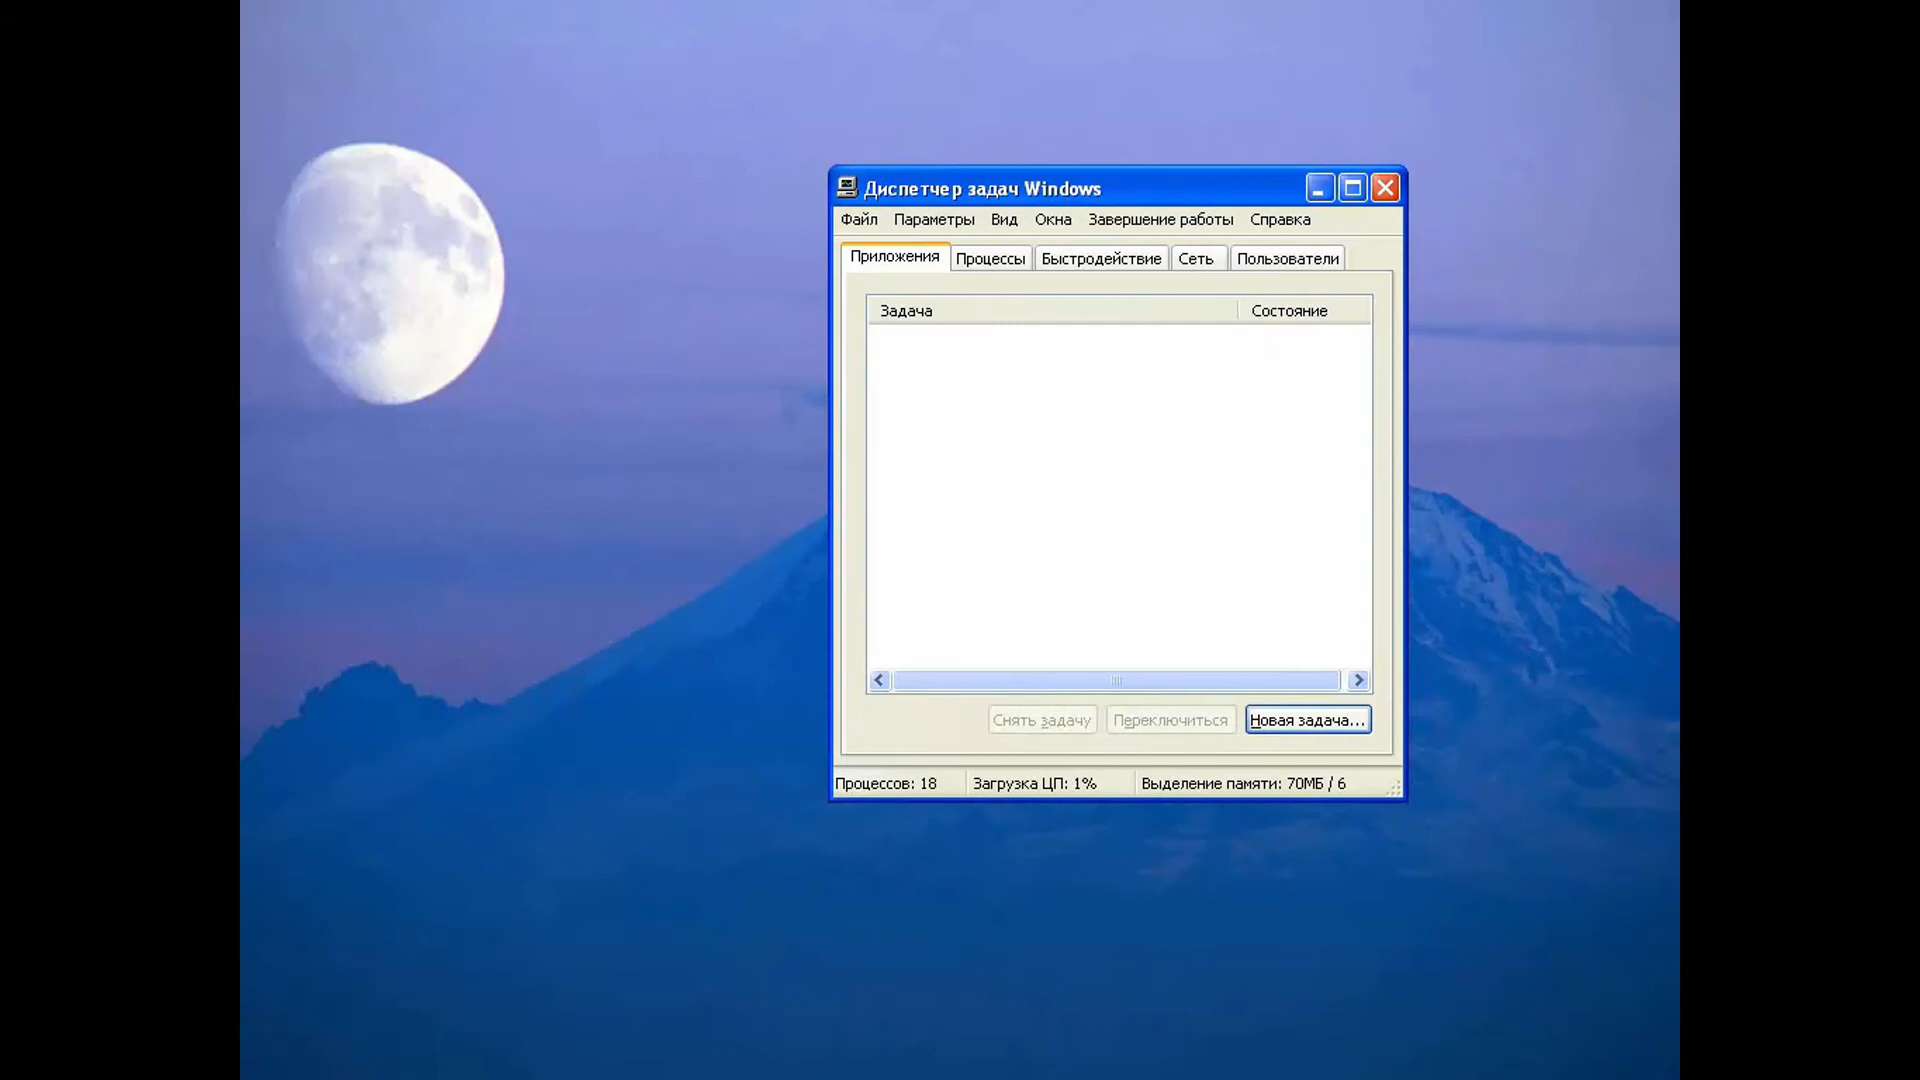 Диспетчер задач Windows
Файл Параметры Вид Окна Завершение работы Справка
Приложения Процессы Быстродействие Сеть Пользователи
Задача Состояние
Снять задачу Переключиться Новая задача...
Процессов: 18 Загрузка ЦП: 1% Выделение памяти: 70МБ / 6